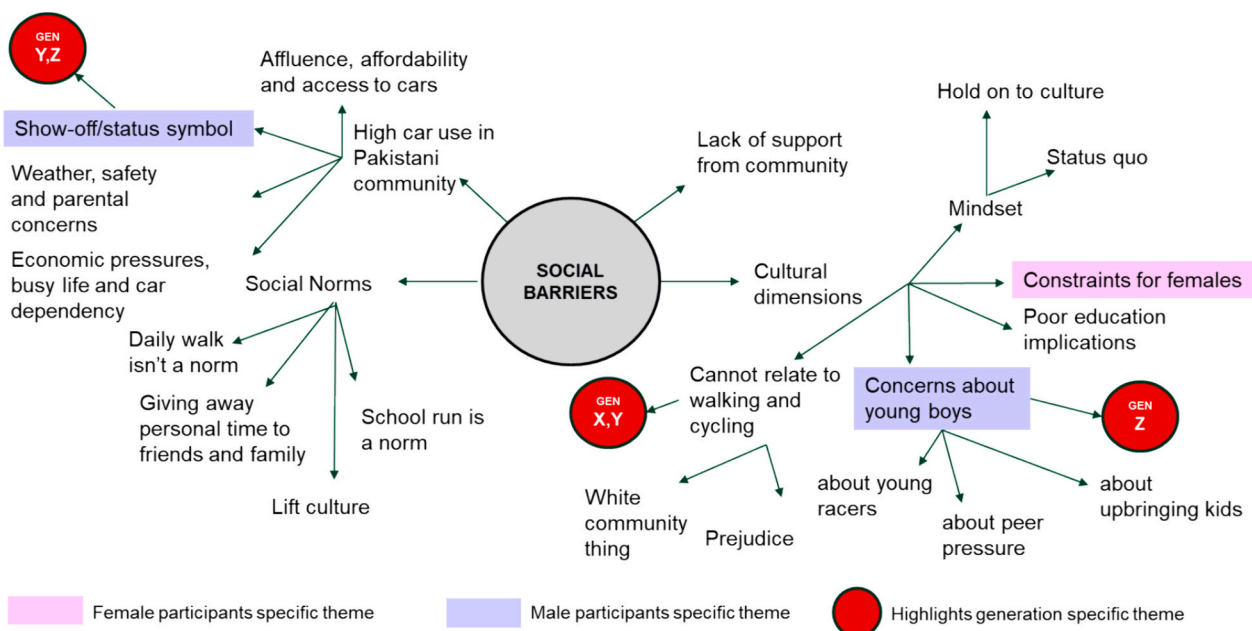 GEN
Y,Z
Affluence, affordability
and access to cars
Show-off/status symbol
High car use in
Pakistani
community
Weather, safety
and parental
concerns
Economic pressures,
busy life and car
dependency
Social Norms
Daily walk
isn't a norm
Giving away
personal time to
friends and family
School run is
a norm
Lift culture
SOCIAL
BARRIERS
Lack of support
from community
Cultural
dimensions
Hold on to culture
Status quo
Mindset
Constraints for females
Poor education
implications
Cannot relate to
walking and
cycling
GEN
X,Y
Concerns about
young boys
GEN
Z
White
community
thing
Prejudice
about young
racers
about peer
pressure
about
upbringing kids
Female participants specific theme
Male participants specific theme
Highlights generation specific theme